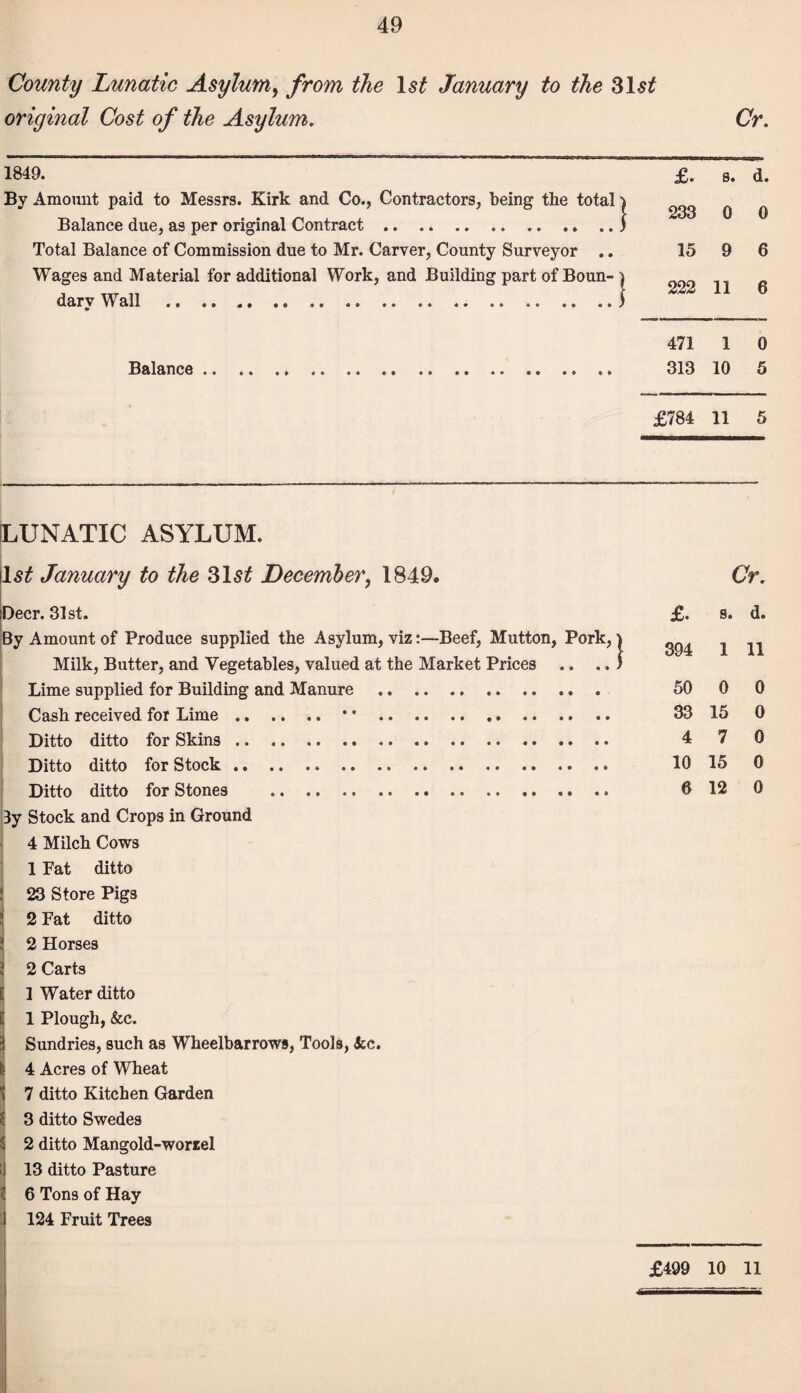 49
County Lunatic Asylum, from the 1st January to the 31st
original Cost of the Asylum. Cr.
1849. £. s. d.
By Amount paid to Messrs. Kirk and Co., Contractors, being the total
Balance due, as per original Contract .. .. .. .. .. .. .. } 233 0 0
Total Balance of Commission due to Mr. Carver, County Surveyor .. 15 9 6
Wages and Material for additional Work, and Building part of Boun-
dary Wall .. .. .. .. .. .. .. .. .. .. .. .. .. } 222 11 6
471 1 0
Balance .. .. .. .. .. .. .. .. .. .. .. .. 313 10 5
£784 11 5
LUNATIC ASYLUM.
1st January to the 31st December, 1849. Cr.
Decr. 31st. £. s. d.
By Amount of Produce supplied the Asylum, viz:—Beef, Mutton, Pork,
Milk, Butter, and Vegetables, valued at the Market Prices .. .. } 394 1 11
Lime supplied for Building and Manure .. .. .. .. .. .. . 50 0 0
Cash received for Lime .. .. .. .. .. .. .. .. .. .. .. .. 33 15 0
Ditto ditto for Skins .. .. .. .. .. .. .. .. .. .. .. .. 4 7 0
Ditto ditto for Stock .. .. .. .. .. .. .. .. .. .. .. .. 10 15 0
Ditto ditto for Stones .. .. .. .. .. .. .. .. .. .. .. 6 12 0
By Stock and Crops in Ground
4 Milch Cows
1 Fat ditto
23 Store Pigs
2 Fat ditto
2 Horses
2 Carts
1 Water ditto
1 Plough, &c.
Sundries, such as Wheelbarrows, Tools, &c.
4 Acres of Wheat
7 ditto Kitchen Garden
3 ditto Swedes
2 ditto Mangold-worzel
13 ditto Pasture
6 Tons of Hay
124 Fruit Trees
£499 10 11